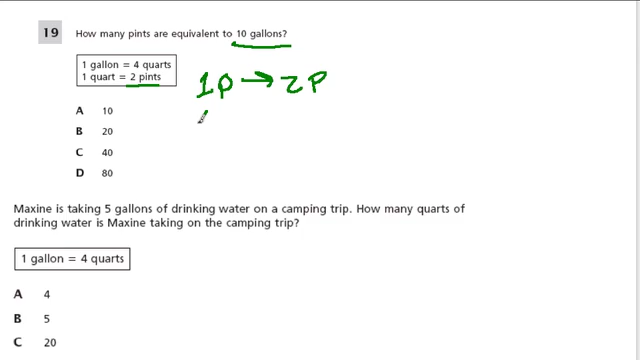 19 How many pints are equivalent to 10 gallons?
1 gallon = 4 quarts
1 quart = 2 pints
1p → 2P
A 10
B 20
C 40
D 80
Maxine is taking 5 gallons of drinking water on a camping trip. How many quarts of
drinking water is Maxine taking on the camping trip?
1 gallon = 4 quarts
A 4
B 5
C 20